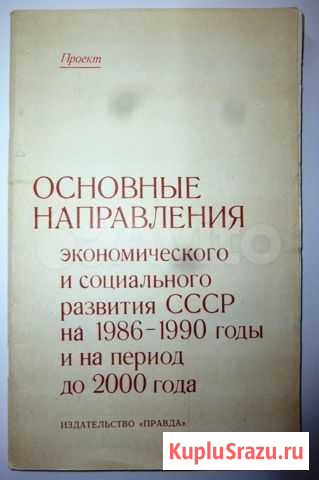 Проект
ОСНОВНЫЕ
НАПРАВЛЕНИЯ
экономического
и социального
развития СССР
на 1986–1990 годы
и на период
до 2000 года
ИЗДАТЕЛЬСТВО «ПРАВДА»
KupluSrazu.ru